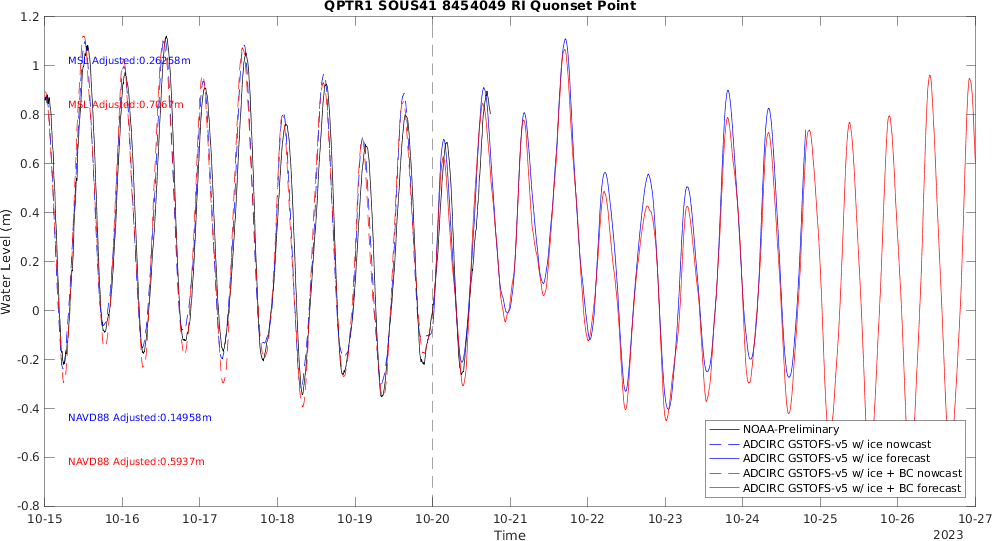 QPTR1 SOUS41 8454049 RI Quonset Point
1.2
1
0.8
0.6
0.4
0.2
0
-0.2
-0.4
-0.6
-0.8
Water Level (m)
MSL Adjusted:0.26258m
MSL Adjusted:0.7067m
NAVD88 Adjusted:0.14958m
NAVD88 Adjusted:0.5937m
NOAA-Preliminary
ADCIRC GSTOFS-v5 w/ ice nowcast
ADCIRC GSTOFS-v5 w/ ice forecast
ADCIRC GSTOFS-v5 w/ ice + BC nowcast
ADCIRC GSTOFS-v5 w/ ice + BC forecast
10-15 10-16 10-17 10-18 10-19 10-20 10-21 10-22 10-23 10-24 10-25 10-26 10-27
Time
2023